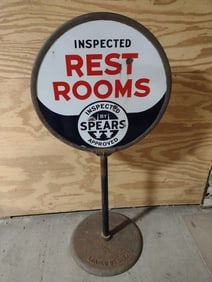 INSPECTED
REST
ROOMS
INSPECTED
BY
SPEARS
APPROVED